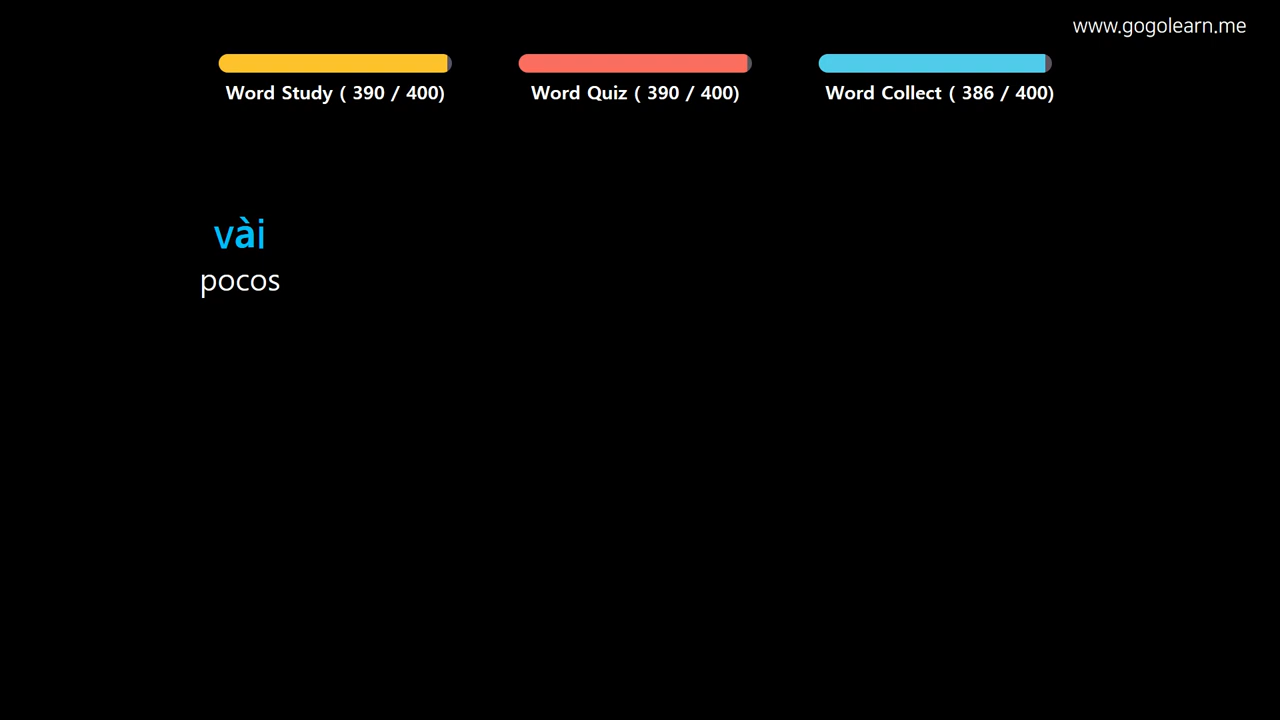 www.gogolearn.me
Word Study ( 390 / 400)
Word Quiz ( 390 / 400)
Word Collect ( 386 / 400)
vài
pocos